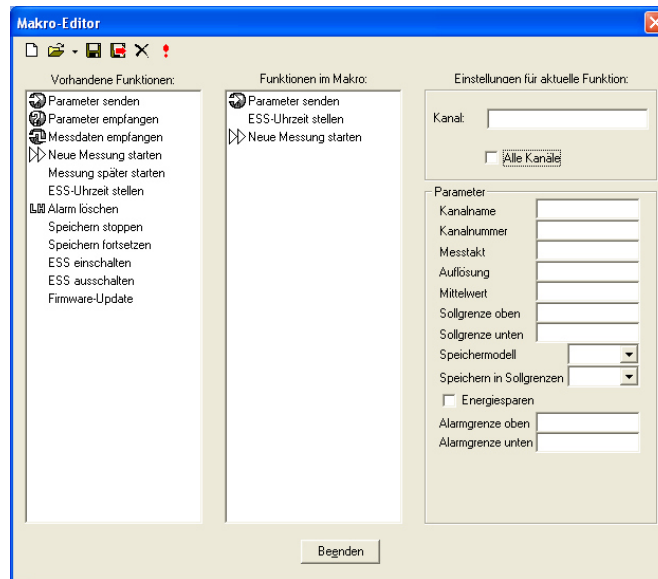 Makro-Editor
Vorhandene Funktionen:
Parameter senden
Parameter empfangen
Messdaten empfangen
Neue Messung starten
Messung später starten
ESS-Uhrzeit stellen
Alarm löschen
Speichern stoppen
Speichern fortsetzen
ESS einschalten
ESS ausschalten
Firmware-Update
Funktionen im Makro:
Parameter senden
ESS-Uhrzeit stellen
Neue Messung starten
Einstellungen für aktuelle Funktion:
Kanal:
Alle Kanäle
Parameter
Kanalname
Kanalnummer
Messtakt
Auflösung
Mittelwert
Sollgrenze oben
Sollgrenze unten
Speichermodell
Speichern in Sollgrenzen
Energiesparen
Alarmgrenze oben
Alarmgrenze unten
Beenden